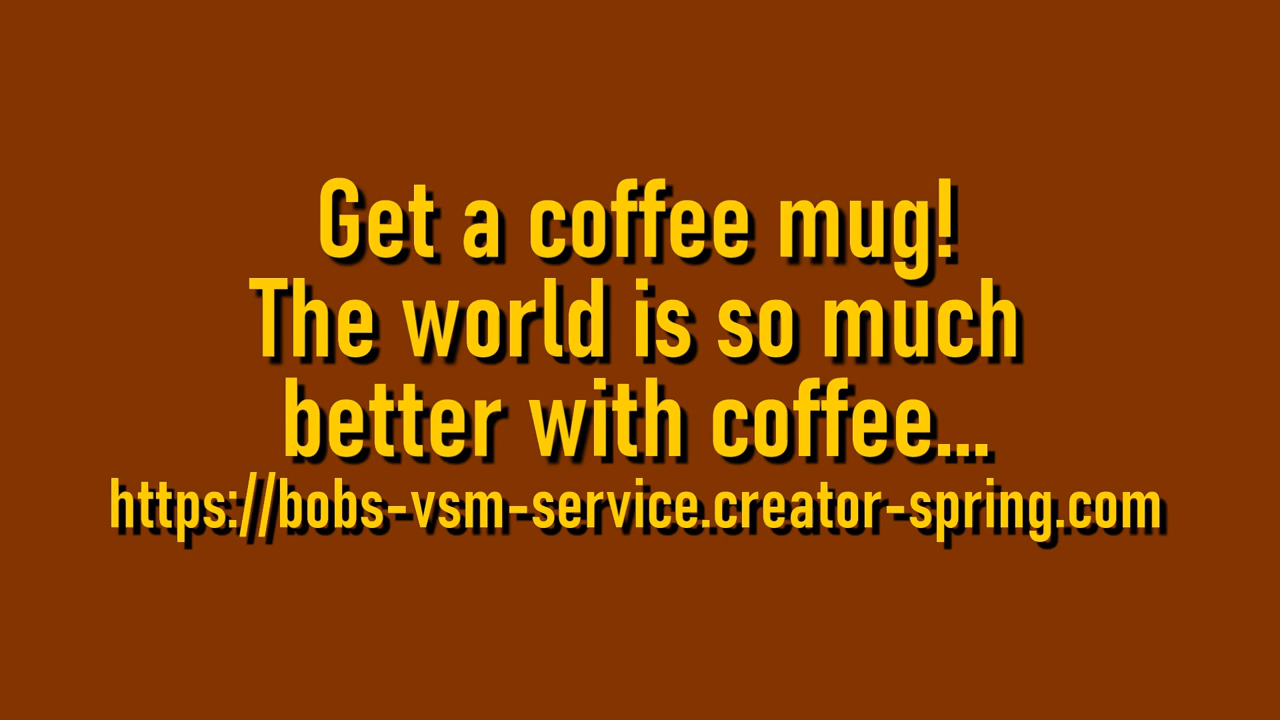 Get a coffee mug!
The world is so much
better with coffee...
https://bobs-vsm-service.creator-spring.com